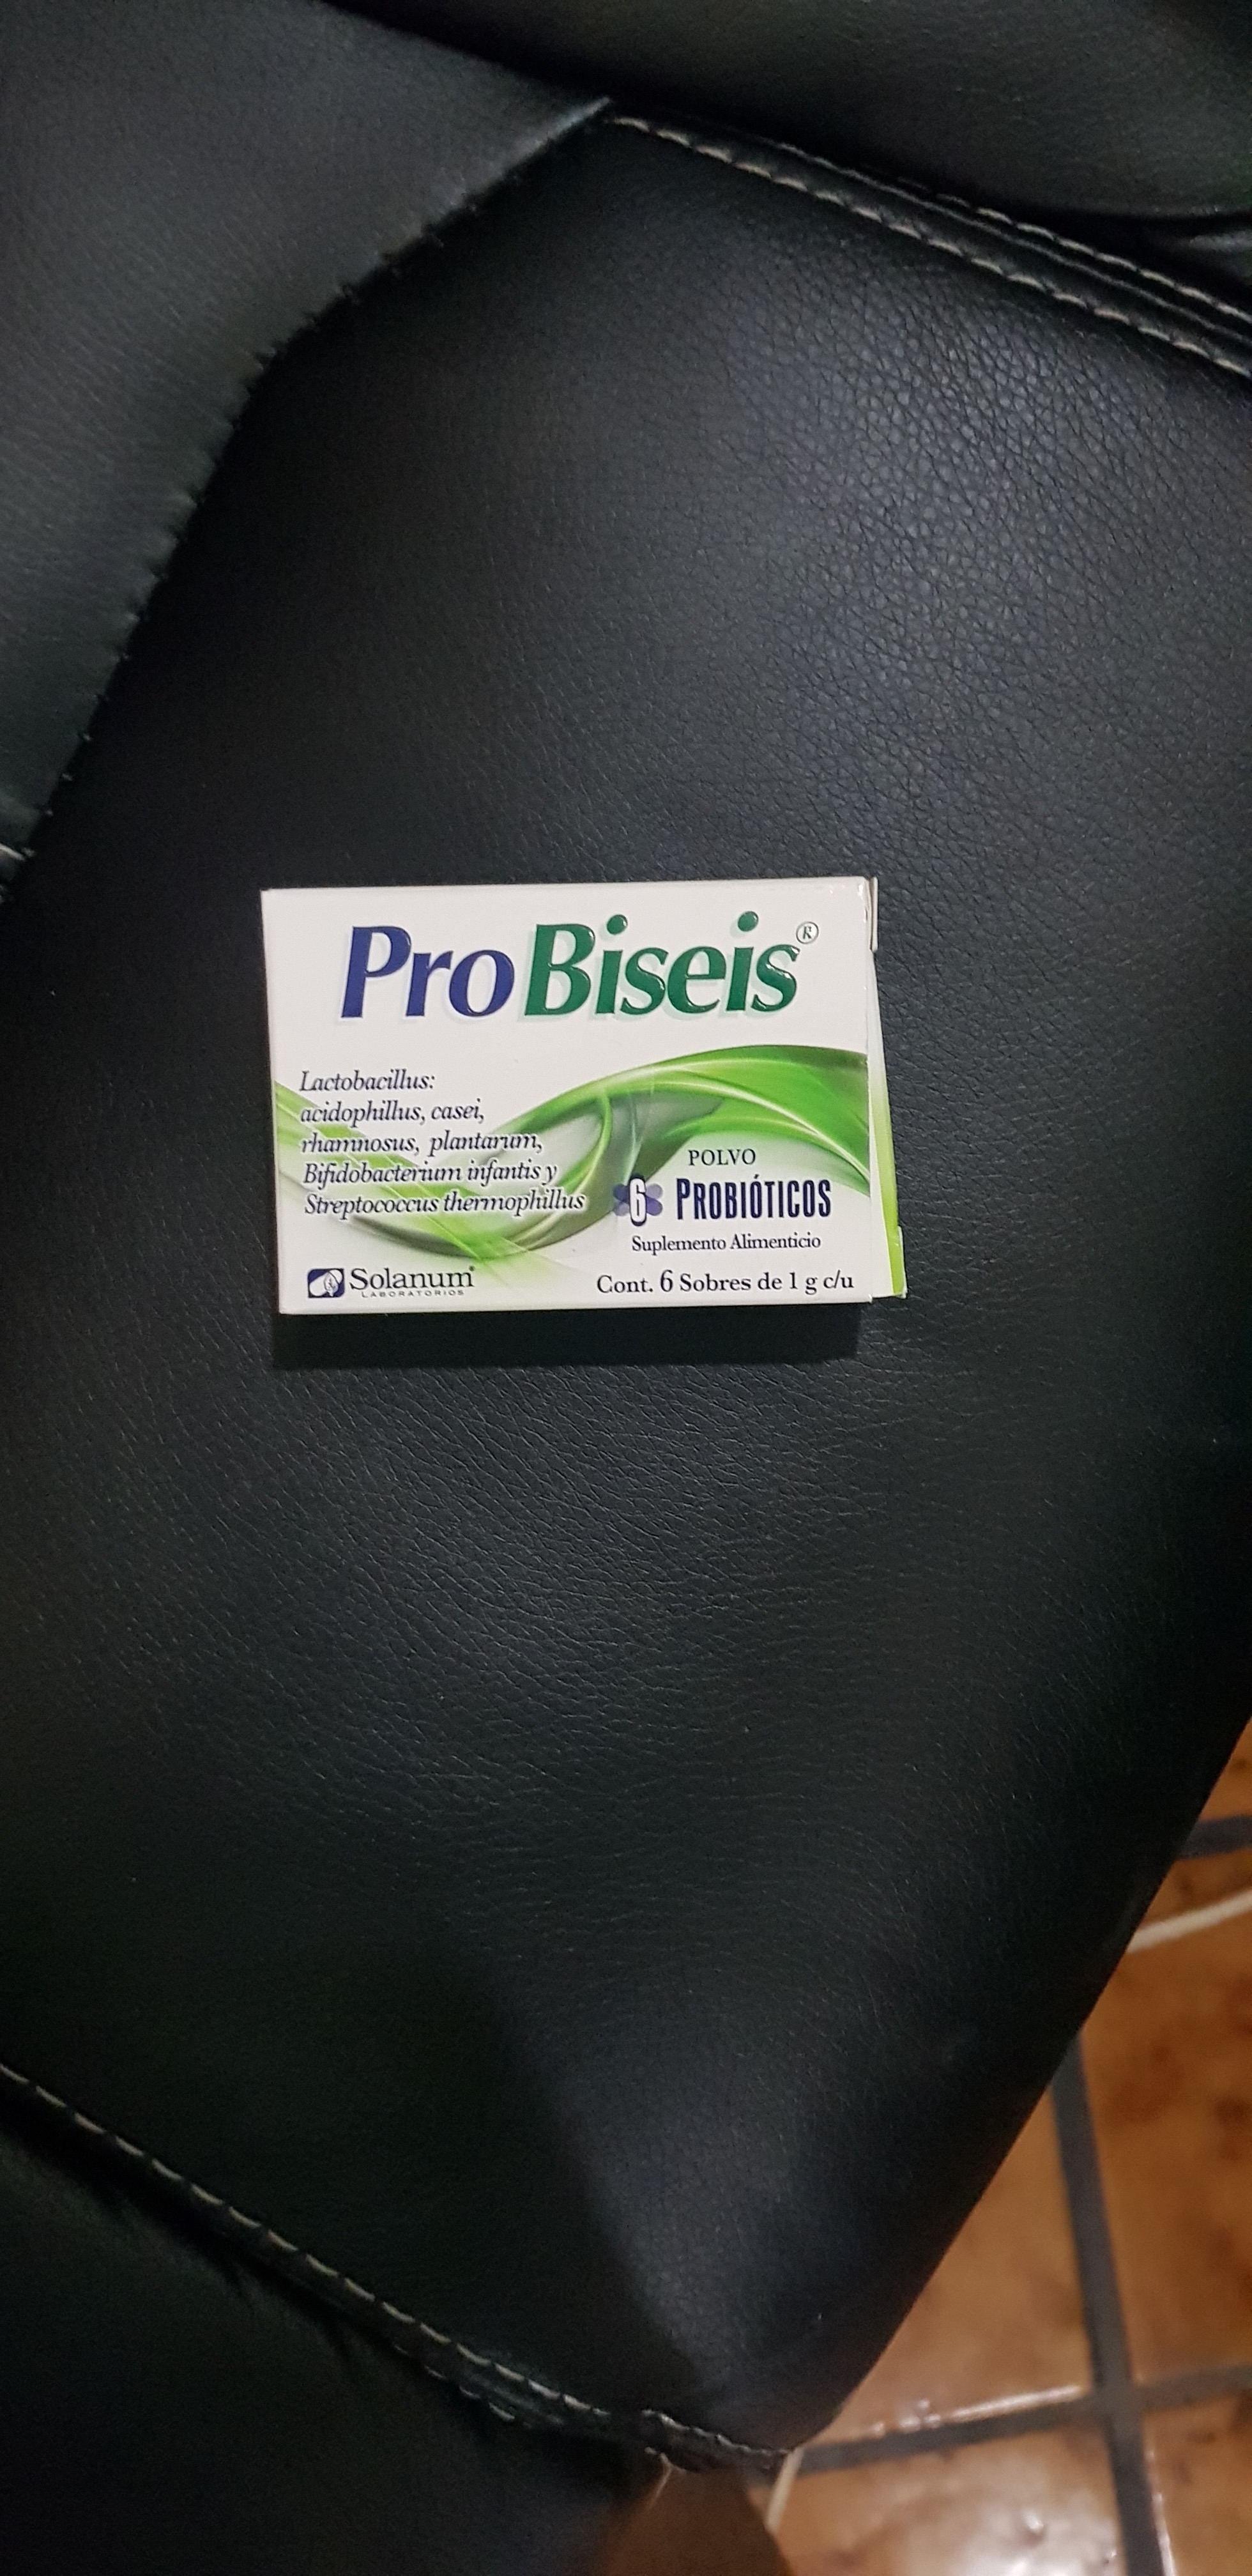 ProBiseis®
Lactobacillus:
acidophillus, casei,
rhamnosus, plantarum,
Bifidobacterium infantis y
Streptococcus thermophillus
POLVO
6 PROBIÓTICOS
Suplemento Alimenticio
Solanum®
LABORATORIOS
Cont. 6 Sobres de 1 g c/u